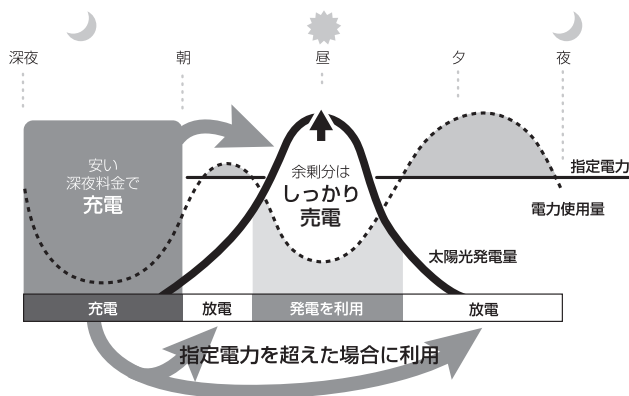 深夜
朝
昼
夕
夜
安い
深夜料金で
充電
余剰分は
しっかり
売電
指定電力
電力使用量
太陽光発電量
充電
放電
発電を利用
放電
指定電力を超えた場合に利用